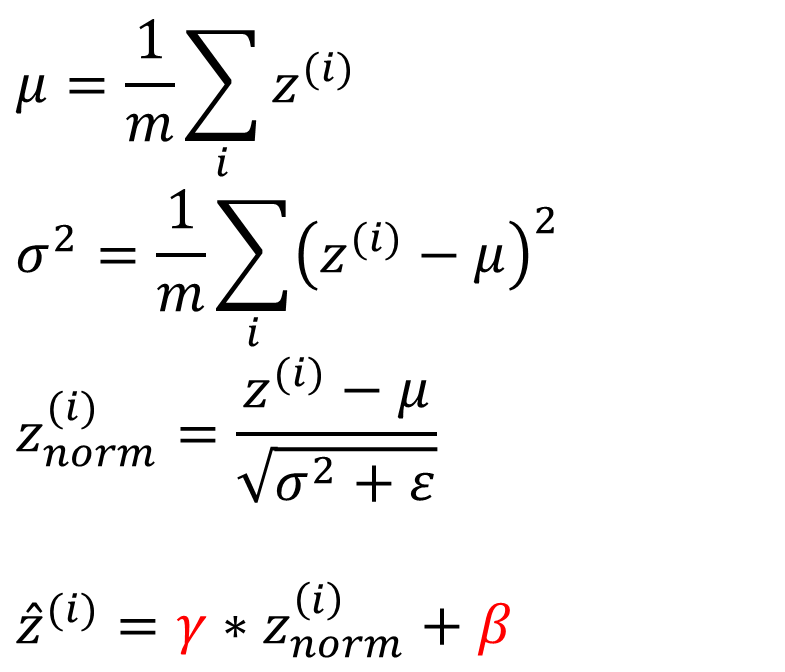 μ = 1/m ∑_i z^(i)
σ² = 1/m ∑_i (z^(i) − μ)²
z_norm^(i) = (z^(i) − μ) / √(σ² + ε)
ẑ^(i) = γ * z_norm^(i) + β